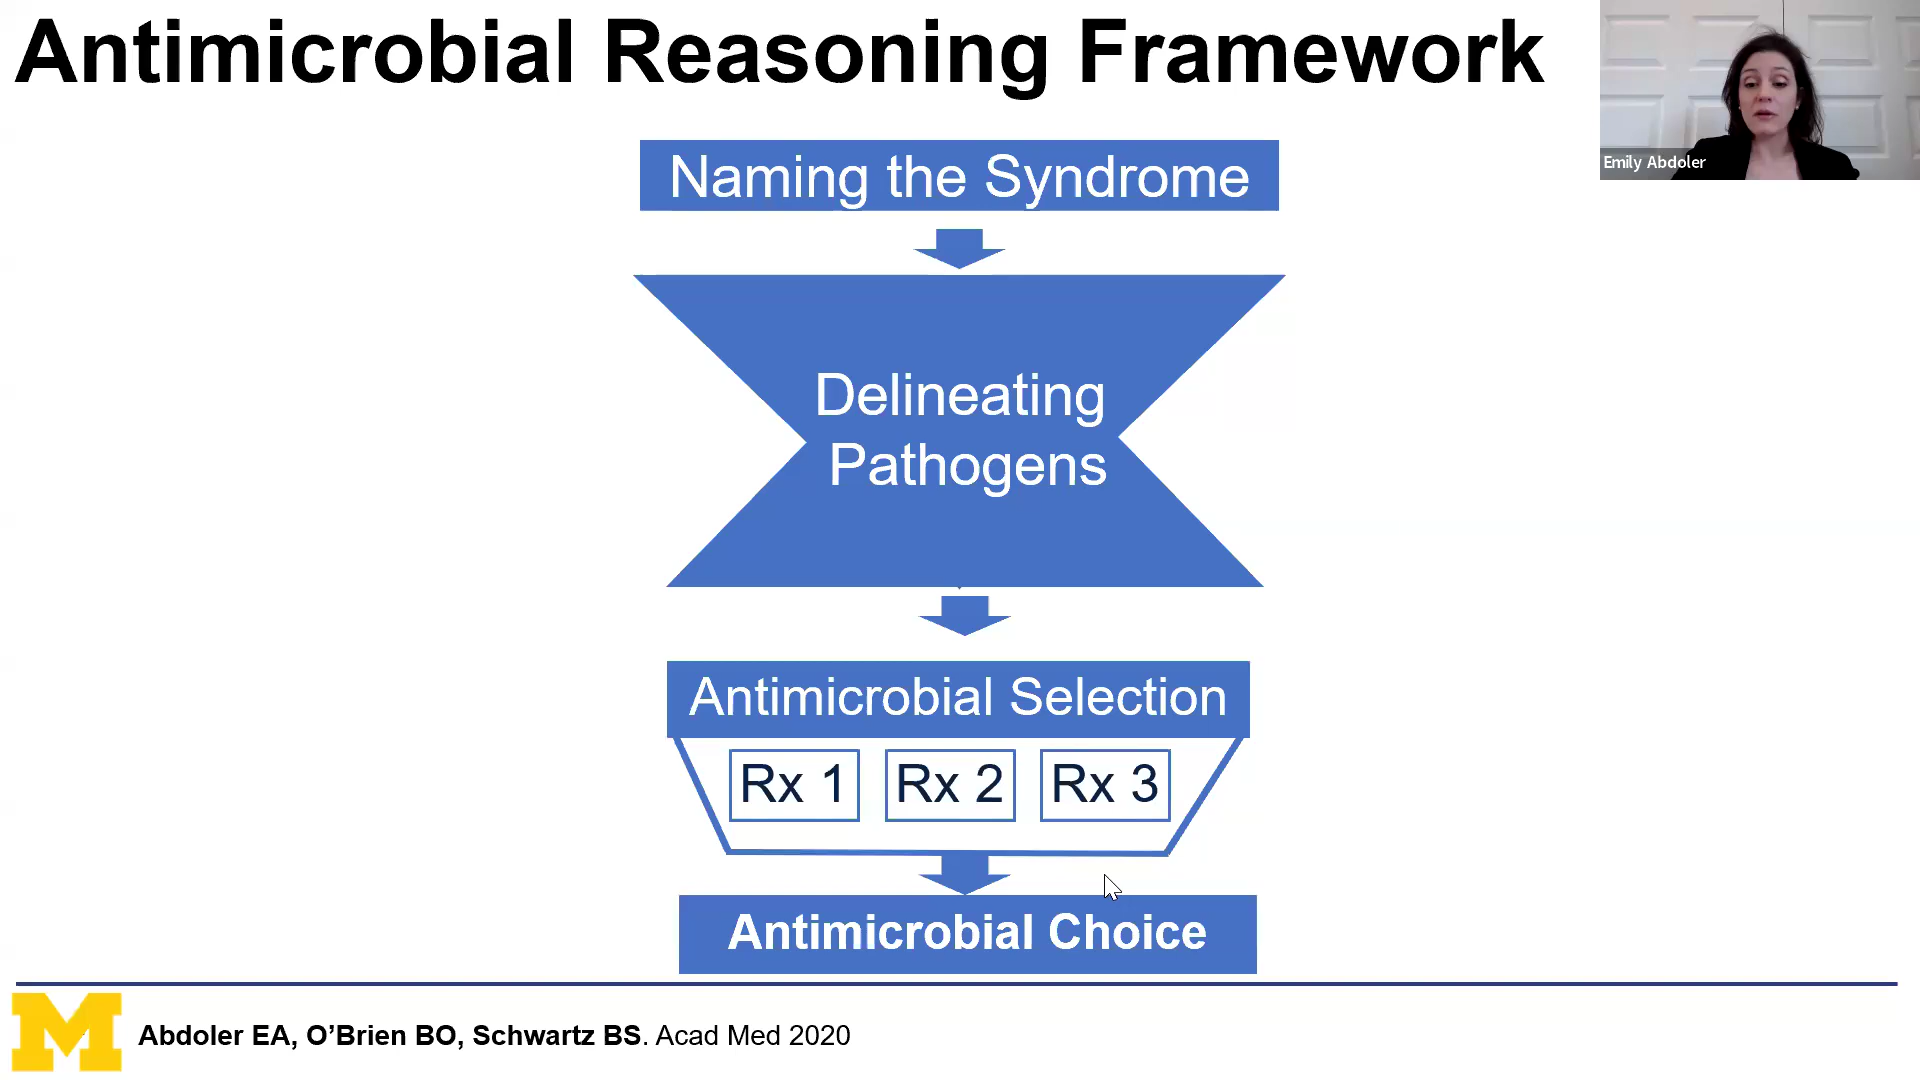 Antimicrobial Reasoning Framework
Emily Abdoler
Naming the Syndrome
Delineating
Pathogens
Antimicrobial Selection
Rx 1 Rx 2 Rx 3
Antimicrobial Choice
M
Abdoler EA, O’Brien BO, Schwartz BS. Acad Med 2020